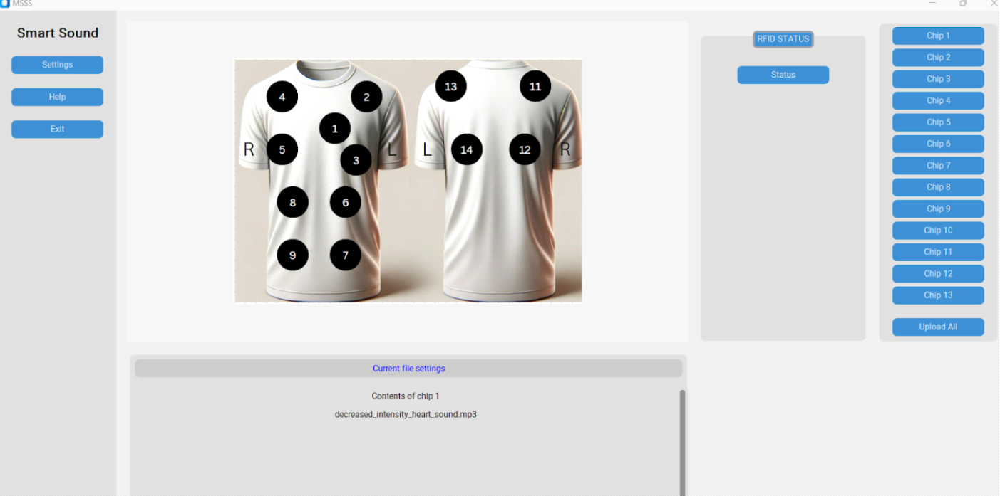 MSSS
Smart Sound
Settings
Help
Exit
4
2
1
R
5
3
L
8
6
9
7
13
11
L
14
12
R
Current file settings
Contents of chip 1
decreased_intensity_heart_sound.mp3
RFID STATUS
Status
Chip 1
Chip 2
Chip 3
Chip 4
Chip 5
Chip 6
Chip 7
Chip 8
Chip 9
Chip 10
Chip 11
Chip 12
Chip 13
Upload All